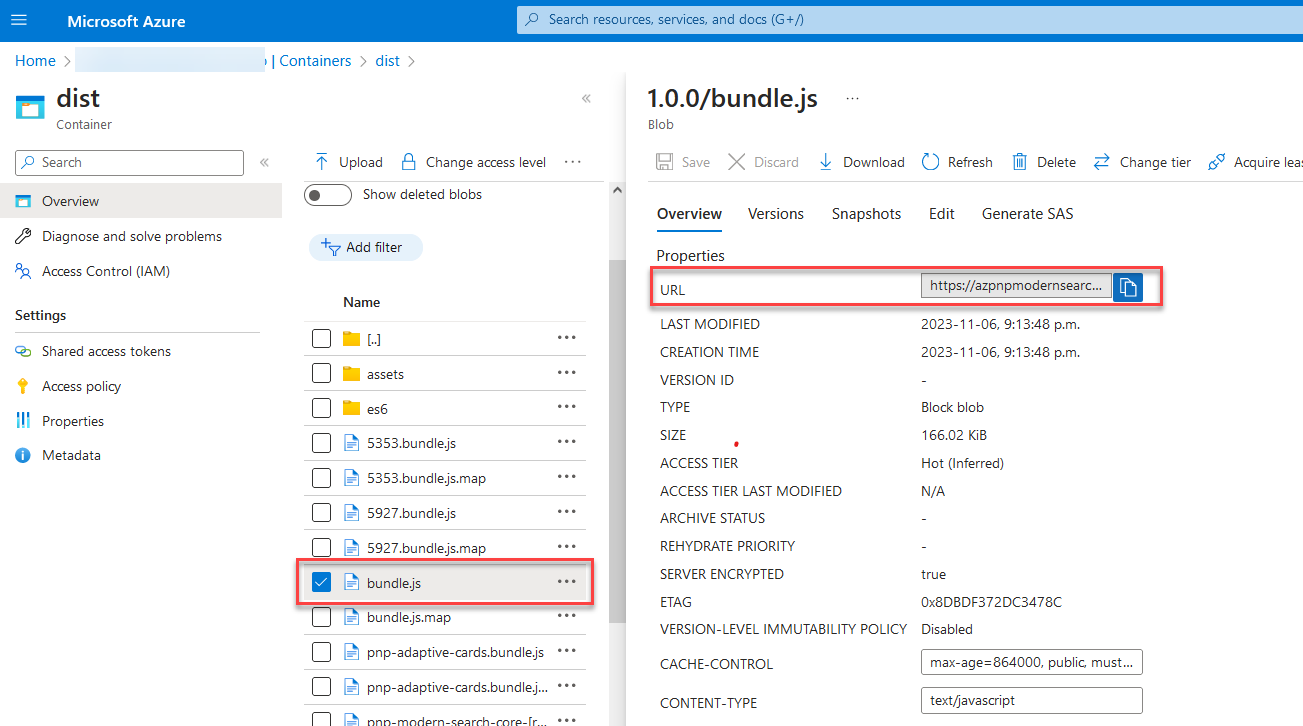 Microsoft Azure
Search resources, services, and docs (G+/)
Home > | Containers > dist >
dist
Container
«
Search
«
Overview
Diagnose and solve problems
Access Control (IAM)
Settings
Shared access tokens
Access policy
Properties
Metadata
Upload
Change access level
...
Show deleted blobs
Add filter
Name
[..]
assets
es6
5353.bundle.js
5353.bundle.js.map
5927.bundle.js
5927.bundle.js.map
bundle.js
bundle.js.map
pnp-adaptive-cards.bundle.js
pnp-adaptive-cards.bundle.j...
pnp-modern-search-core-[r...
1.0.0/bundle.js ...
Blob
Save
Discard
Download
Refresh
Delete
Change tier
Acquire leas
Overview
Versions
Snapshots
Edit
Generate SAS
Properties
URL https://azpnpmodernsearc...
LAST MODIFIED 2023-11-06, 9:13:48 p.m.
CREATION TIME 2023-11-06, 9:13:48 p.m.
VERSION ID -
TYPE Block blob
SIZE 166.02 KiB
ACCESS TIER Hot (Inferred)
ACCESS TIER LAST MODIFIED N/A
ARCHIVE STATUS -
REHYDRATE PRIORITY -
SERVER ENCRYPTED true
ETAG 0x8DBDF372DC3478C
VERSION-LEVEL IMMUTABILITY POLICY Disabled
CACHE-CONTROL max-age=864000, public, must...
CONTENT-TYPE text/javascript